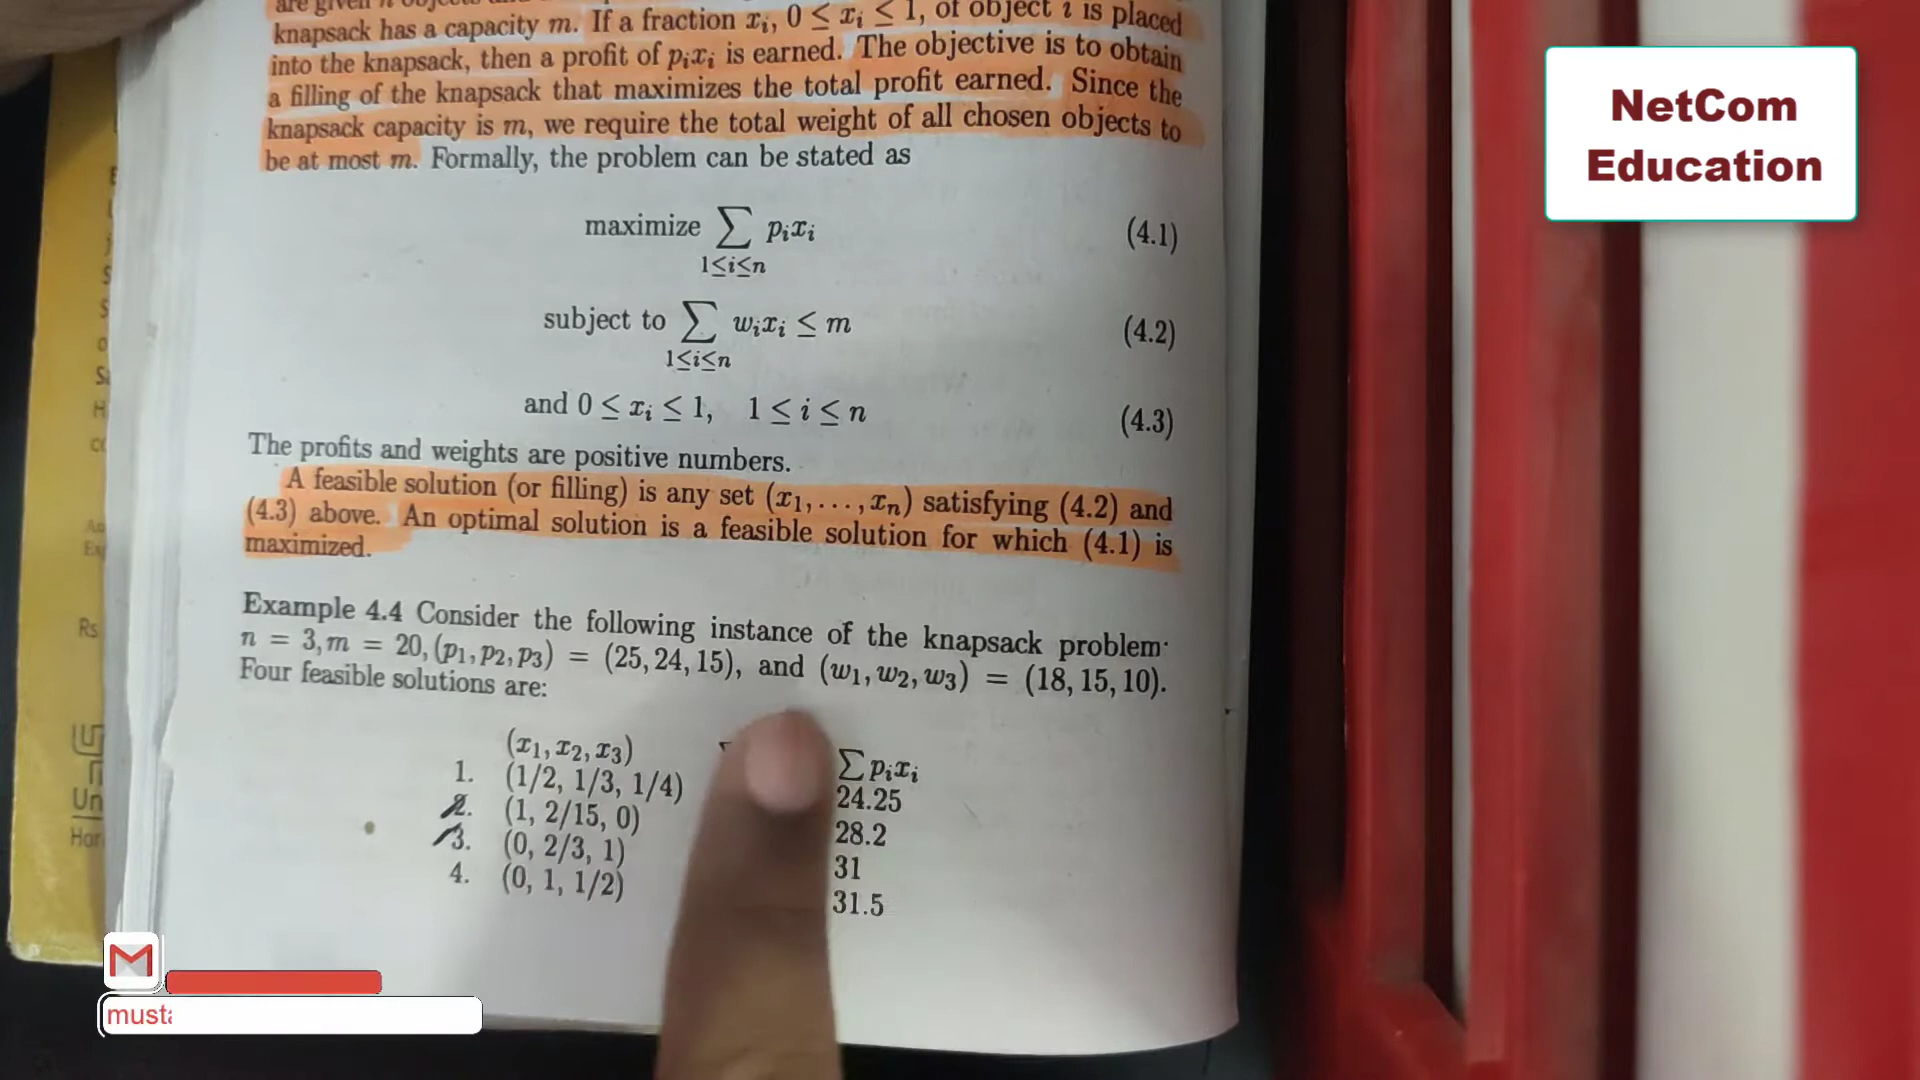 knapsack has a capacity m. If a fraction xᵢ, 0 ≤ xᵢ ≤ 1, of object i is placed
into the knapsack, then a profit of pᵢxᵢ is earned. The objective is to obtain
a filling of the knapsack that maximizes the total profit earned. Since the
knapsack capacity is m, we require the total weight of all chosen objects to
be at most m. Formally, the problem can be stated as
maximize ∑ pᵢxᵢ (4.1)
1≤i≤n
subject to ∑ wᵢxᵢ ≤ m (4.2)
1≤i≤n
and 0 ≤ xᵢ ≤ 1, 1 ≤ i ≤ n (4.3)
The profits and weights are positive numbers.
A feasible solution (or filling) is any set (x₁, . . . , xₙ) satisfying (4.2) and
(4.3) above. An optimal solution is a feasible solution for which (4.1) is
maximized.
Example 4.4 Consider the following instance of the knapsack problem:
n = 3, m = 20, (p₁, p₂, p₃) = (25, 24, 15), and (w₁, w₂, w₃) = (18, 15, 10).
Four feasible solutions are:
(x₁, x₂, x₃) ∑pᵢxᵢ
1. (1/2, 1/3, 1/4) 24.25
2. (1, 2/15, 0) 28.2
3. (0, 2/3, 1) 31
4. (0, 1, 1/2) 31.5
NetCom
Education
Rs
Un
musta